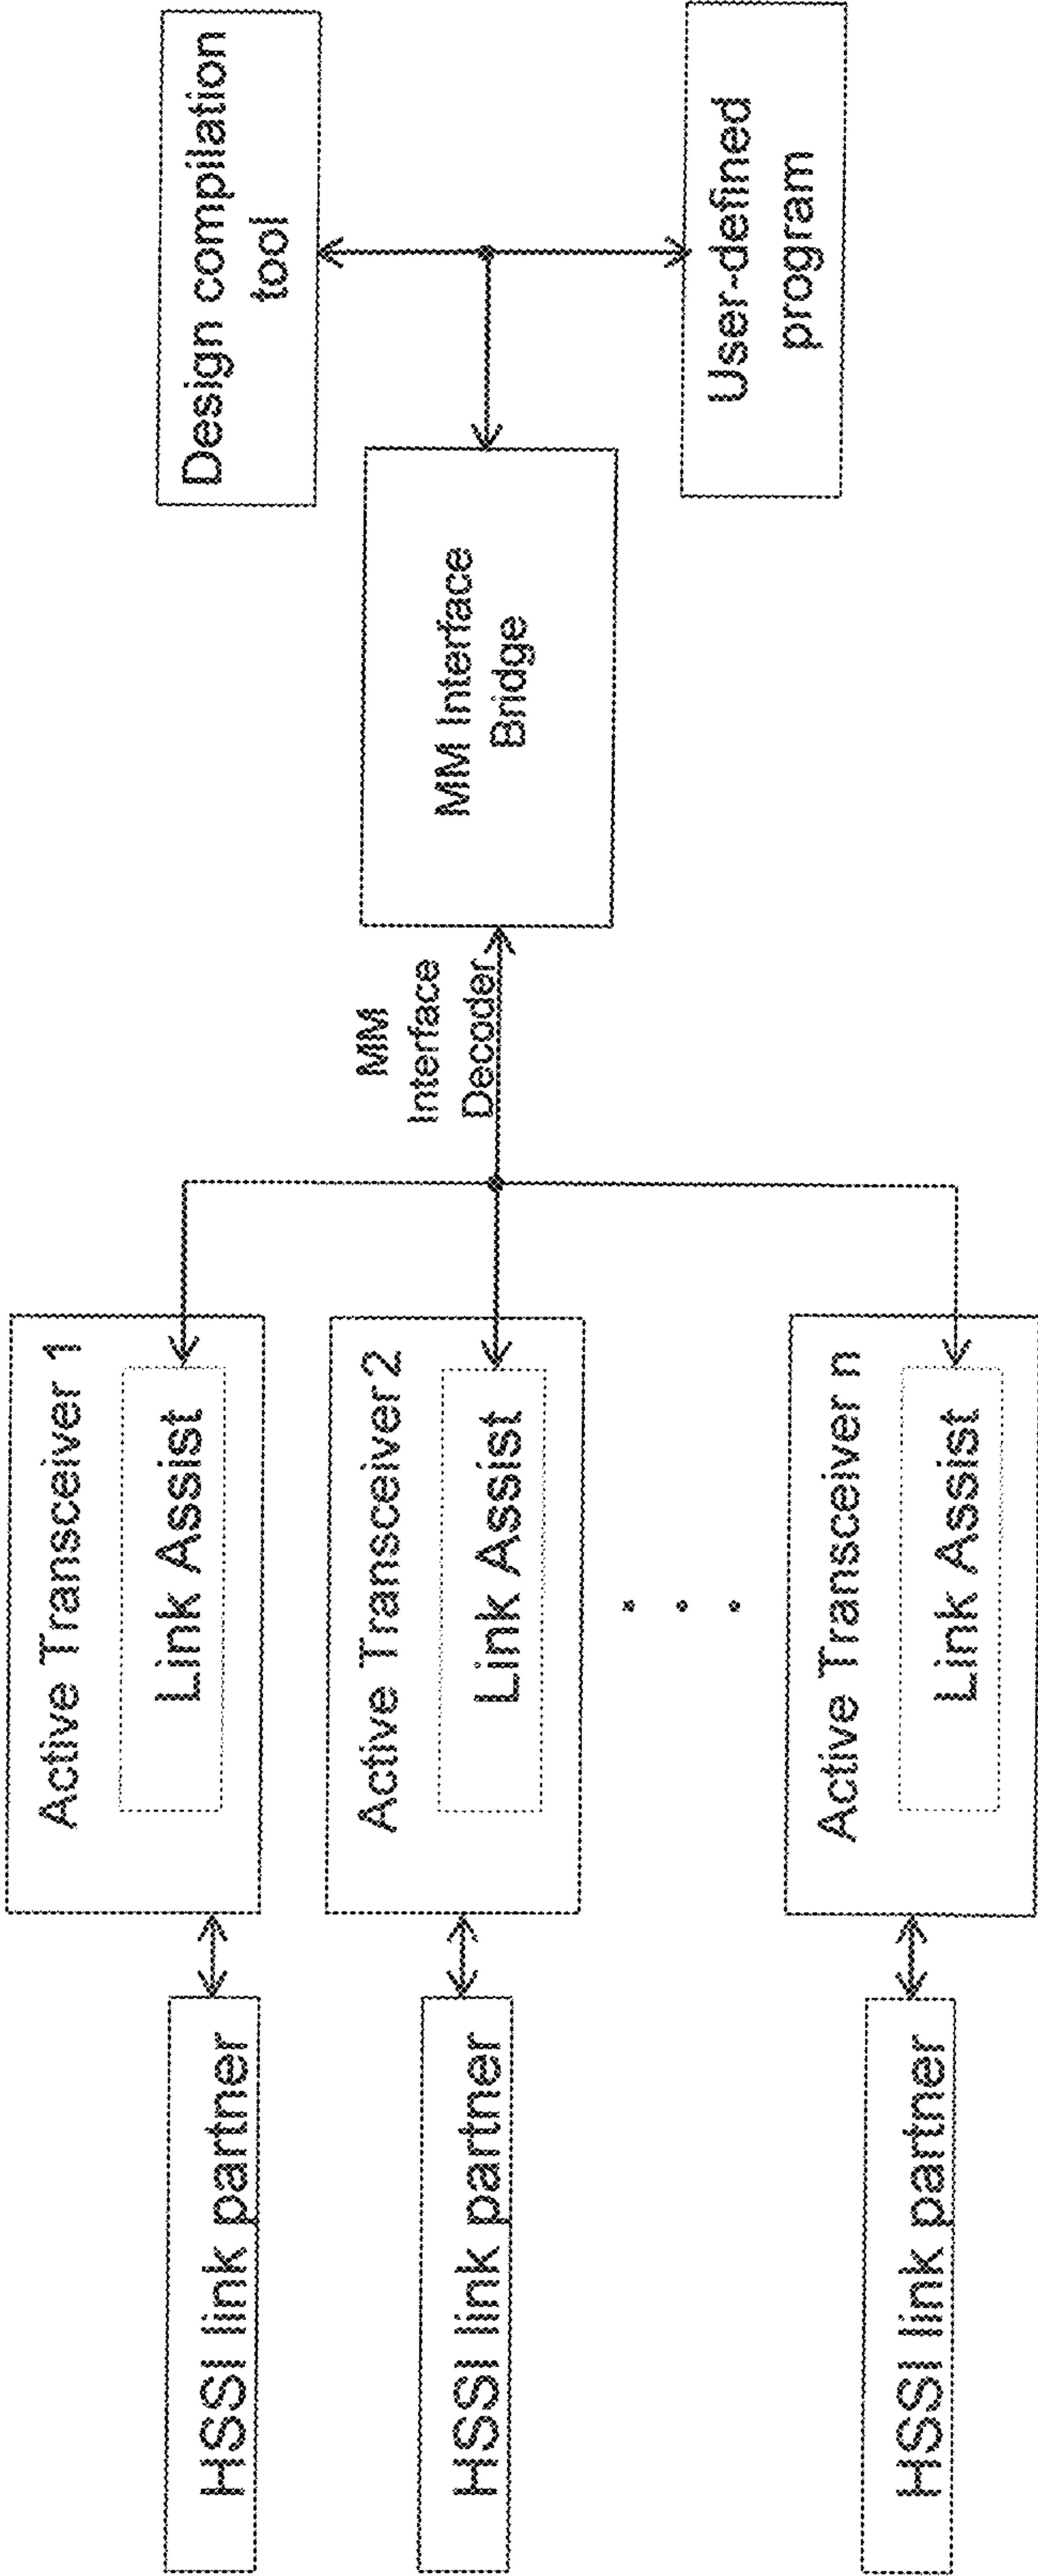 HSSI link partner
Active Transceiver 1
Link Assist
HSSI link partner
Active Transceiver 2
Link Assist
HSSI link partner
Active Transceiver n
Link Assist
MM
Interface
Decoder
MM Interface
Bridge
Design compilation
tool
User-defined
program